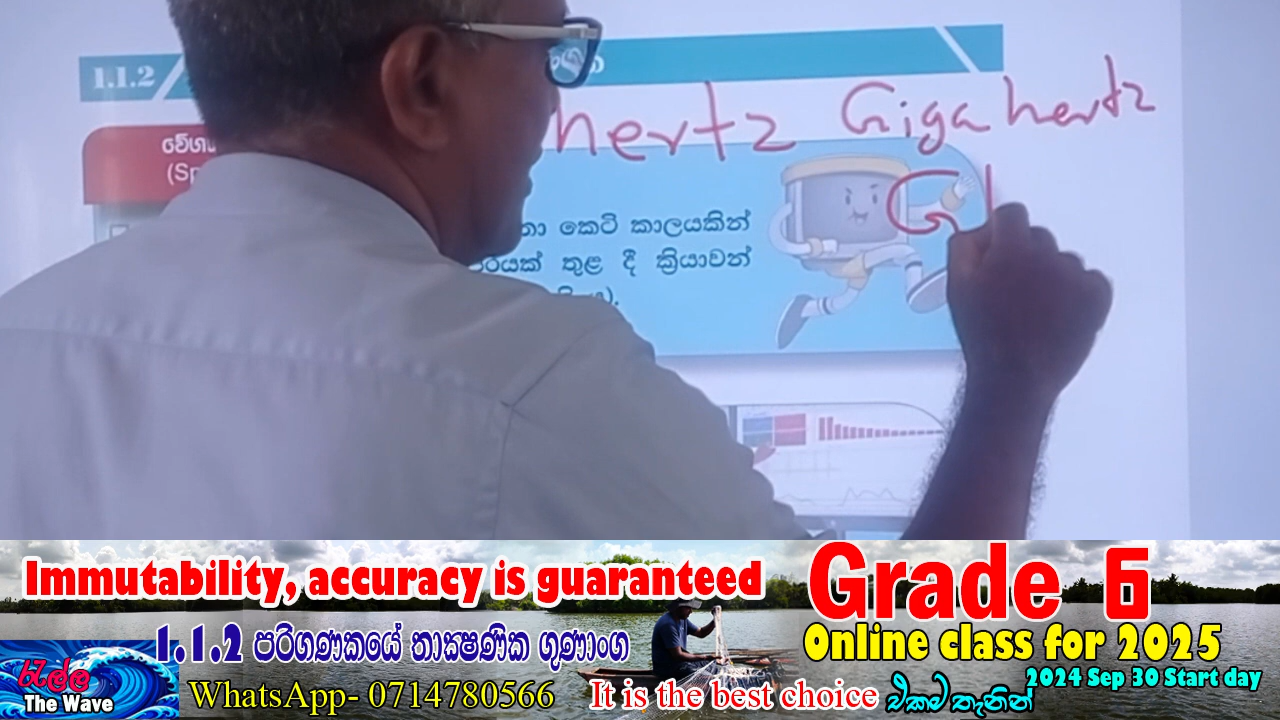 1.1.2
hertz Gigahertz
වේග
(Sp
කෙටි කාලයකින්
තුළ දී ක්‍රියාවන්
Immutability, accuracy is guaranteed
Grade 6
1.1.2 පරිගණකයේ තාක්‍ෂණික ගුණාංග
Online class for 2025
2024 Sep 30 Start day
රැල්ල
The Wave
WhatsApp- 0714780566
It is the best choice
එකම තැනින්